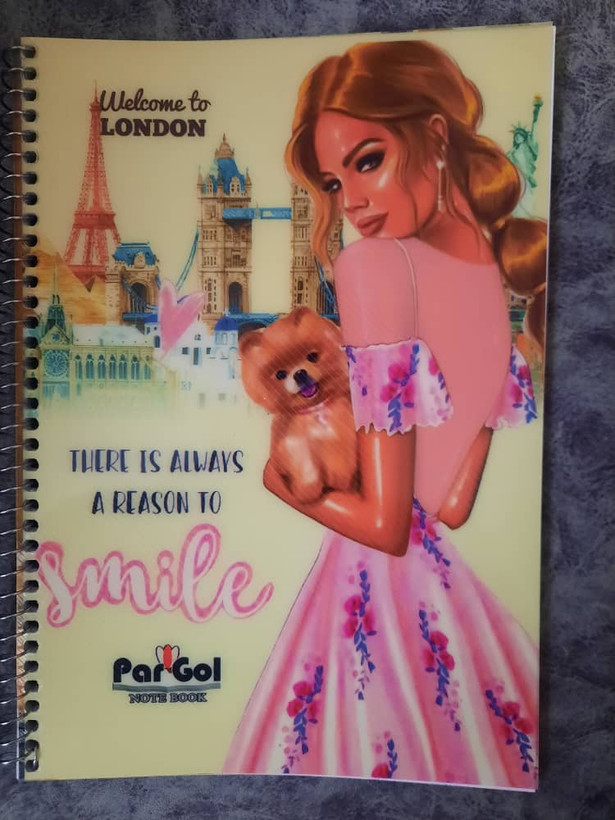 Welcome to
LONDON
THERE IS ALWAYS
A REASON TO
smile
ParGol
NOTE BOOK